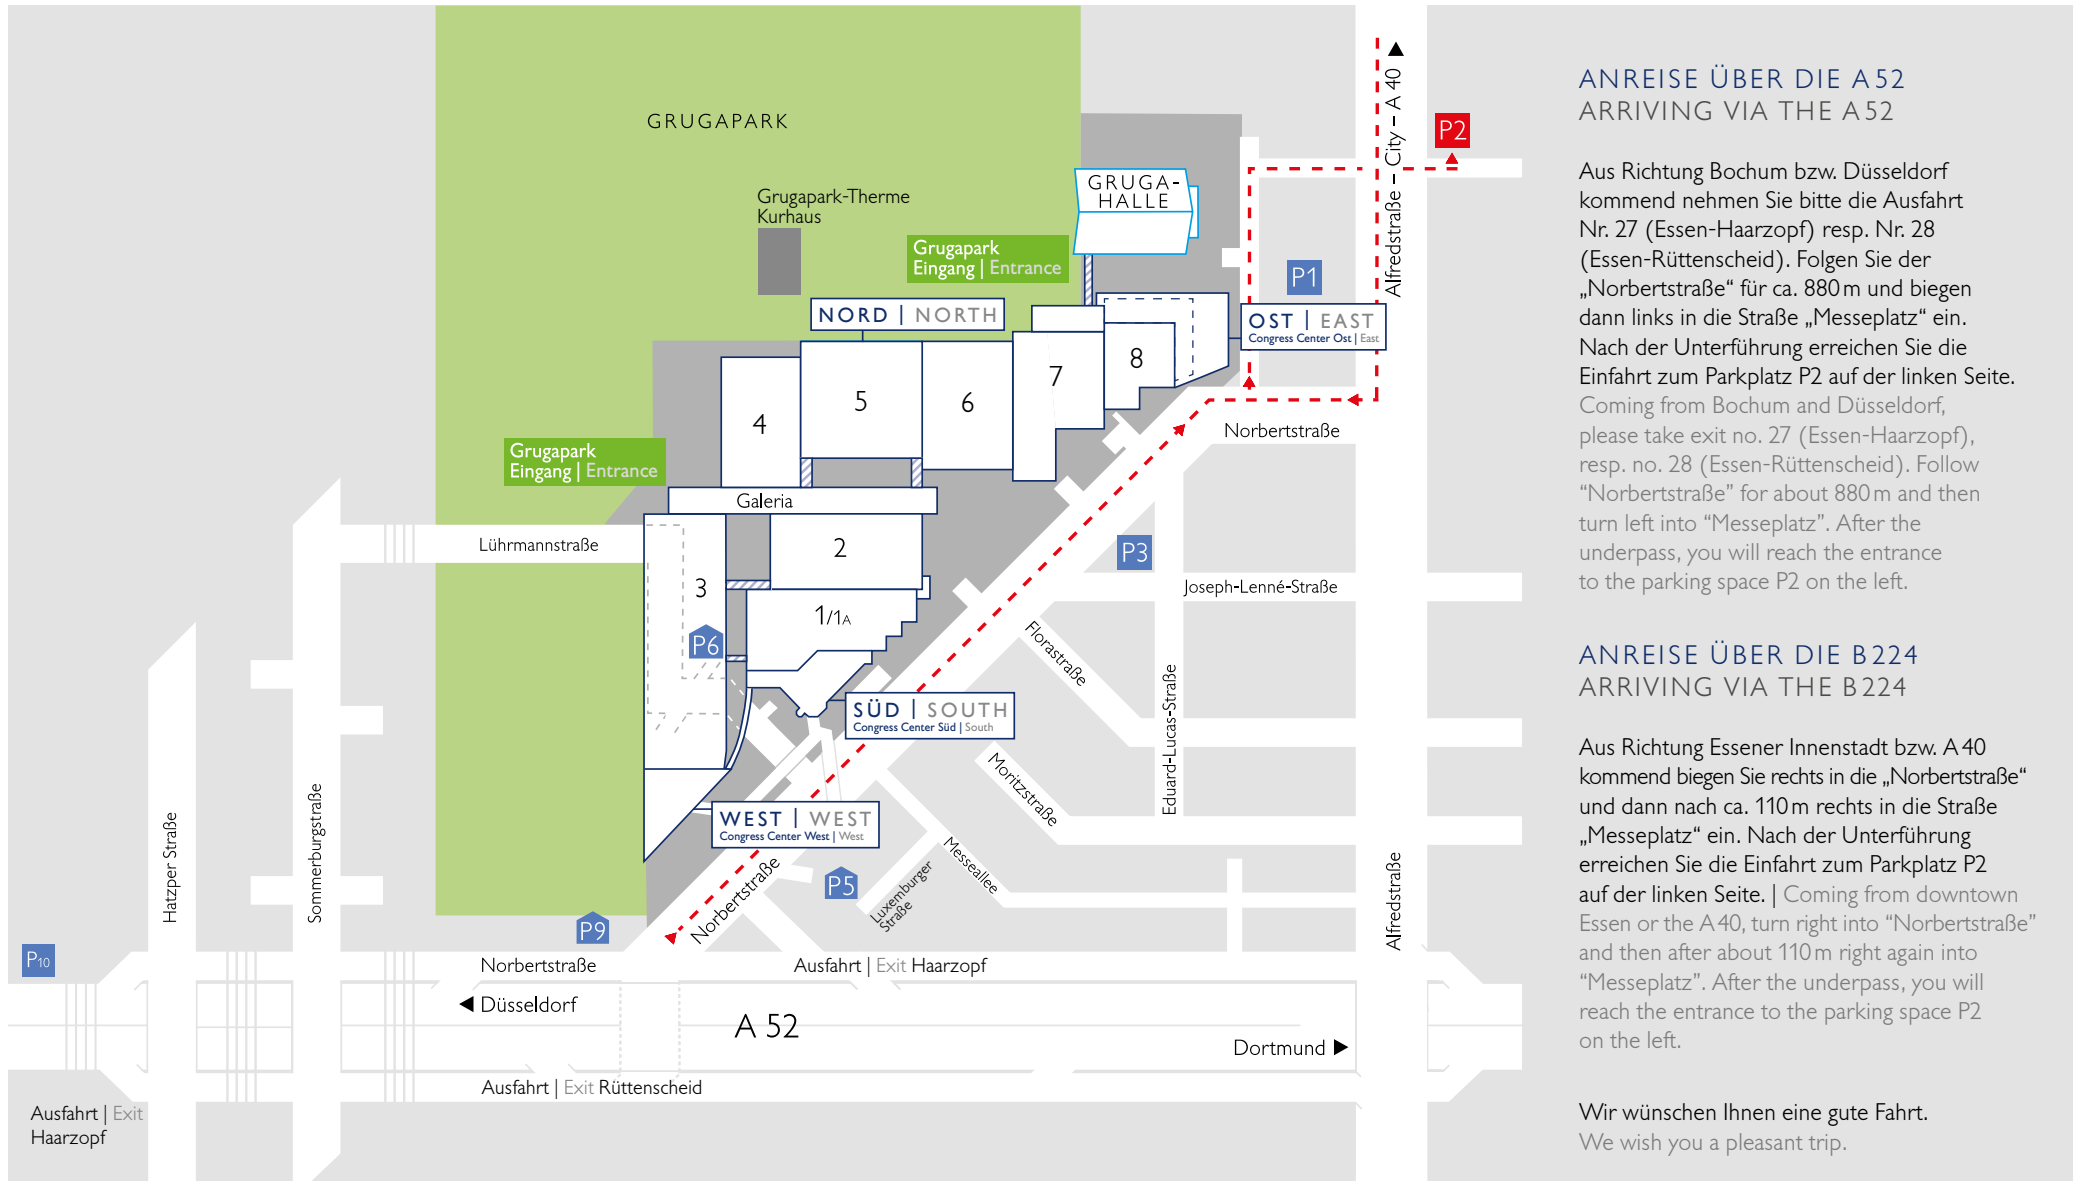 GRUGAPARK
Grugapark-Therme
Kurhaus
GRUGA-
HALLE
Grugapark
Eingang | Entrance
NORD | NORTH
P1
P2
Alfredstraße – City – A 40
OST | EAST
Congress Center Ost | East
4
5
6
7
8
Norbertstraße
Grugapark
Eingang | Entrance
Galeria
Lührmannstraße
2
3
1/1A
P3
Joseph-Lenné-Straße
P6
Florastraße
Eduard-Lucas-Straße
SÜD | SOUTH
Congress Center Süd | South
Moritzstraße
WEST | WEST
Congress Center West | West
Messeallee
Luxemburger
Straße
P5
Norbertstraße
Hatzper Straße
Sommerburgstraße
Alfredstraße
P9
P10
Norbertstraße
Ausfahrt | Exit Haarzopf
Düsseldorf
A 52
Dortmund
Ausfahrt | Exit Rüttenscheid
Ausfahrt | Exit
Haarzopf
ANREISE ÜBER DIE A 52
ARRIVING VIA THE A 52
Aus Richtung Bochum bzw. Düsseldorf
kommend nehmen Sie bitte die Ausfahrt
Nr. 27 (Essen-Haarzopf) resp. Nr. 28
(Essen-Rüttenscheid). Folgen Sie der
„Norbertstraße“ für ca. 880 m und biegen
dann links in die Straße „Messeplatz“ ein.
Nach der Unterführung erreichen Sie die
Einfahrt zum Parkplatz P2 auf der linken Seite.
Coming from Bochum and Düsseldorf,
please take exit no. 27 (Essen-Haarzopf),
resp. no. 28 (Essen-Rüttenscheid). Follow
“Norbertstraße” for about 880 m and then
turn left into “Messeplatz”. After the
underpass, you will reach the entrance
to the parking space P2 on the left.
ANREISE ÜBER DIE B 224
ARRIVING VIA THE B 224
Aus Richtung Essener Innenstadt bzw. A 40
kommend biegen Sie rechts in die „Norbertstraße“
und dann nach ca. 110 m rechts in die Straße
„Messeplatz“ ein. Nach der Unterführung
erreichen Sie die Einfahrt zum Parkplatz P2
auf der linken Seite. | Coming from downtown
Essen or the A 40, turn right into “Norbertstraße”
and then after about 110 m right again into
“Messeplatz”. After the underpass, you will
reach the entrance to the parking space P2
on the left.
Wir wünschen Ihnen eine gute Fahrt.
We wish you a pleasant trip.